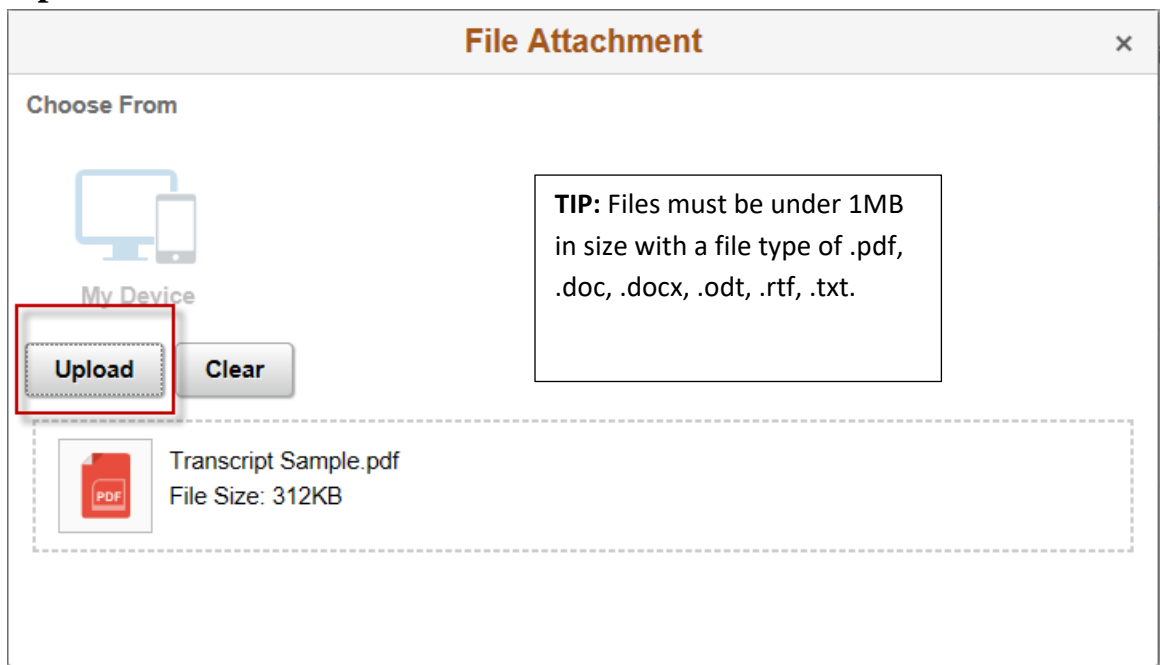 File Attachment ×
Choose From
My Device
TIP: Files must be under 1MB
in size with a file type of .pdf,
.doc, .docx, .odt, .rtf, .txt.
Upload Clear
PDF
Transcript Sample.pdf
File Size: 312KB